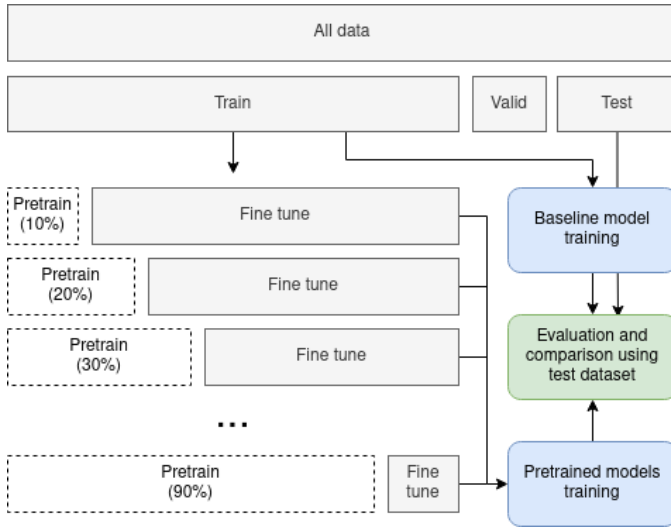 All data
Train
Valid
Test
Pretrain
(10%)
Fine tune
Baseline model
training
Pretrain
(20%)
Fine tune
Pretrain
(30%)
Fine tune
Evaluation and
comparison using
test dataset
...
Pretrain
(90%)
Fine
tune
Pretrained models
training